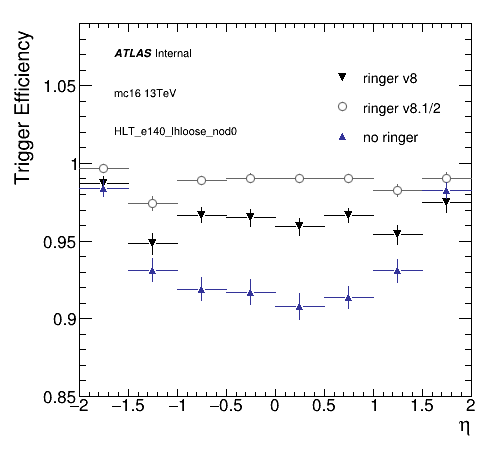 Trigger Efficiency
ATLAS Internal
mc16 13TeV
HLT_e140_lhloose_nod0
ringer v8
ringer v8.1/2
no ringer
1.05
1
0.95
0.9
0.85
−2 −1.5 −1 −0.5 0 0.5 1 1.5 2
η